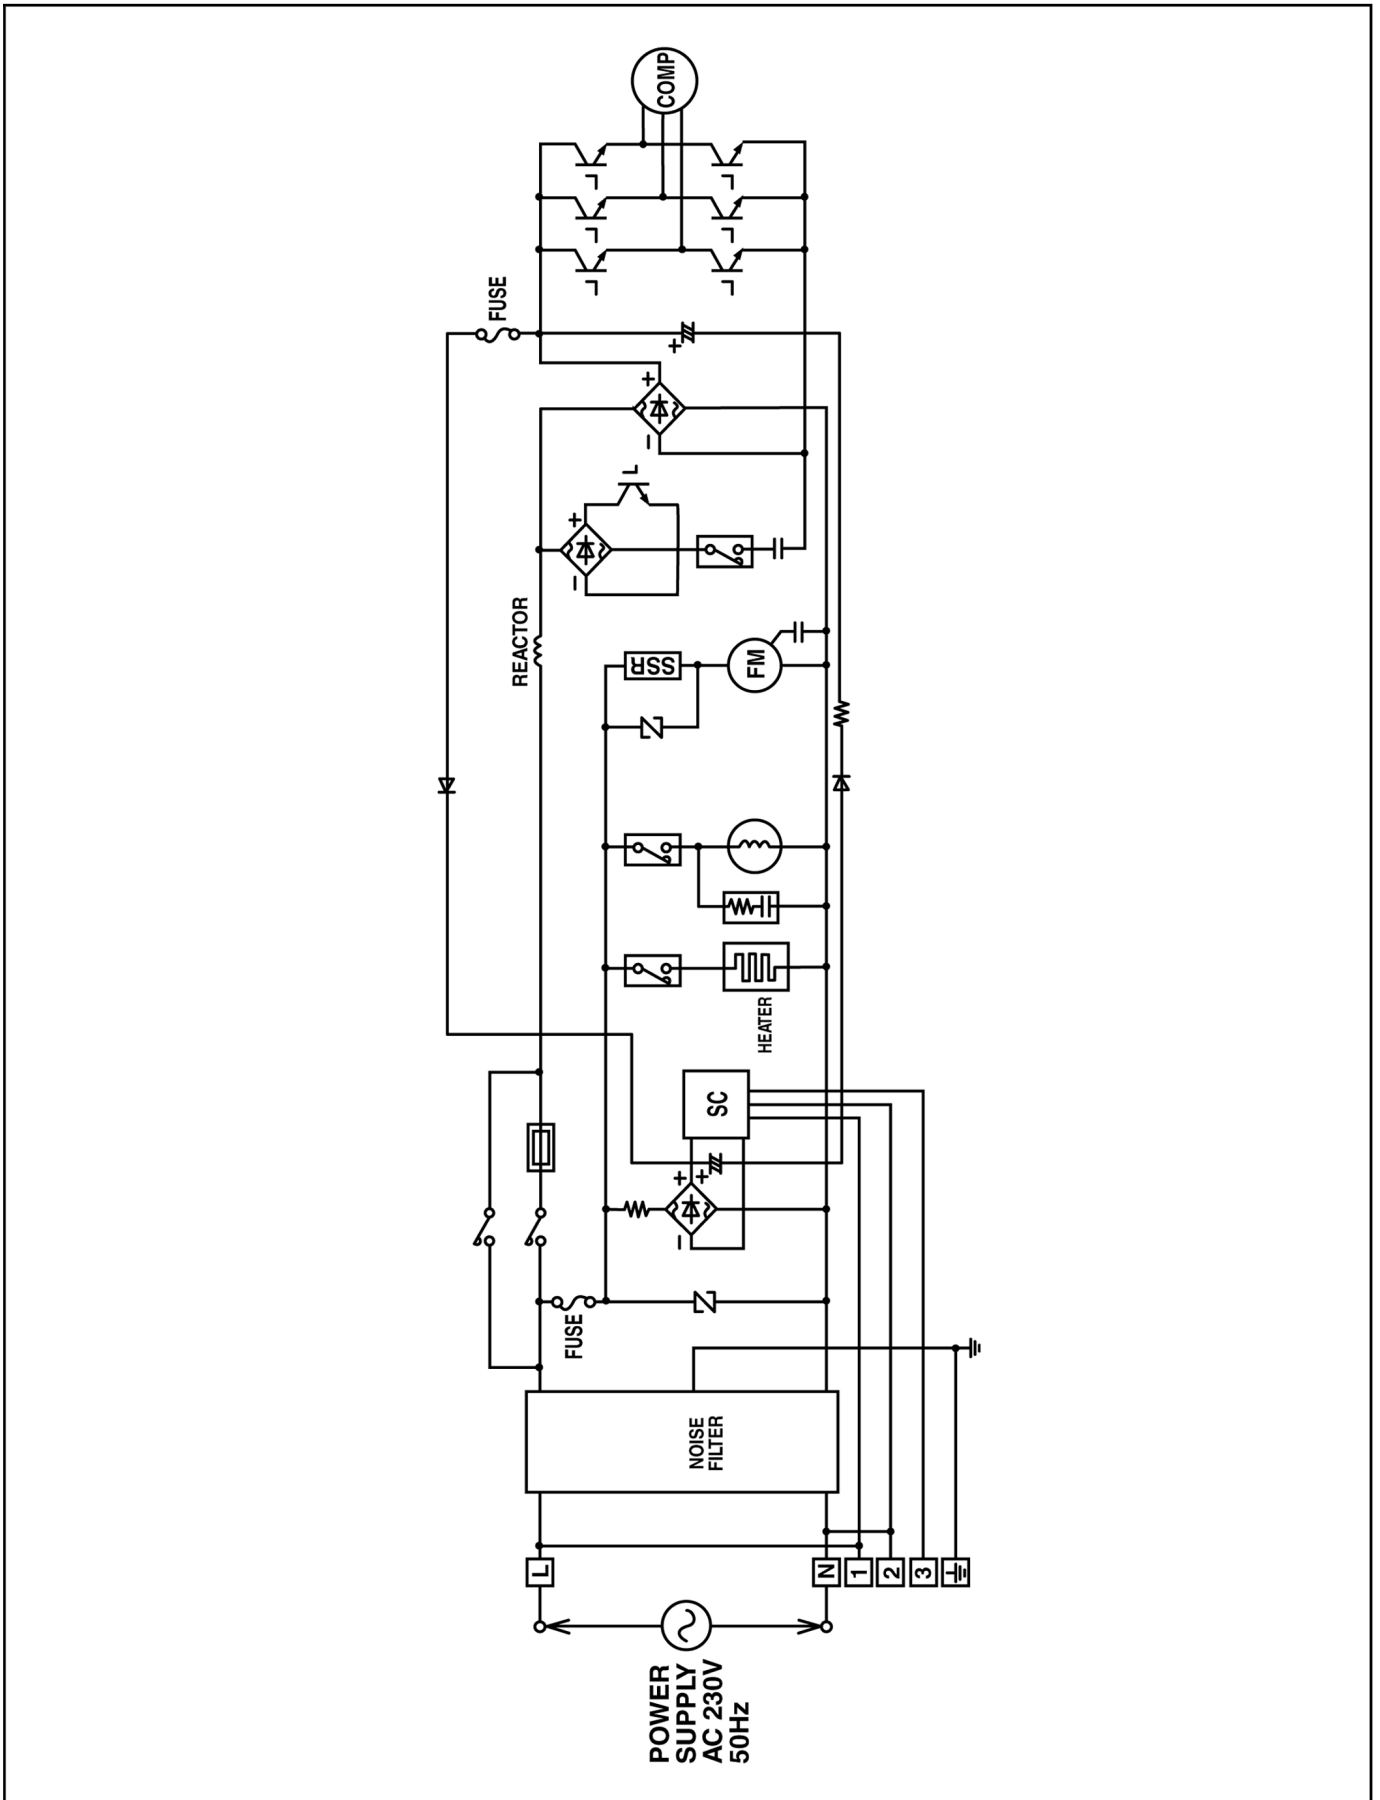 COMP
FUSE
+
+
−
L
+
−
REACTOR
SSR
FM
HEATER
SC
+
+
−
FUSE
NOISE
FILTER
L
N
1
2
3
POWER
SUPPLY
AC 230V
50Hz